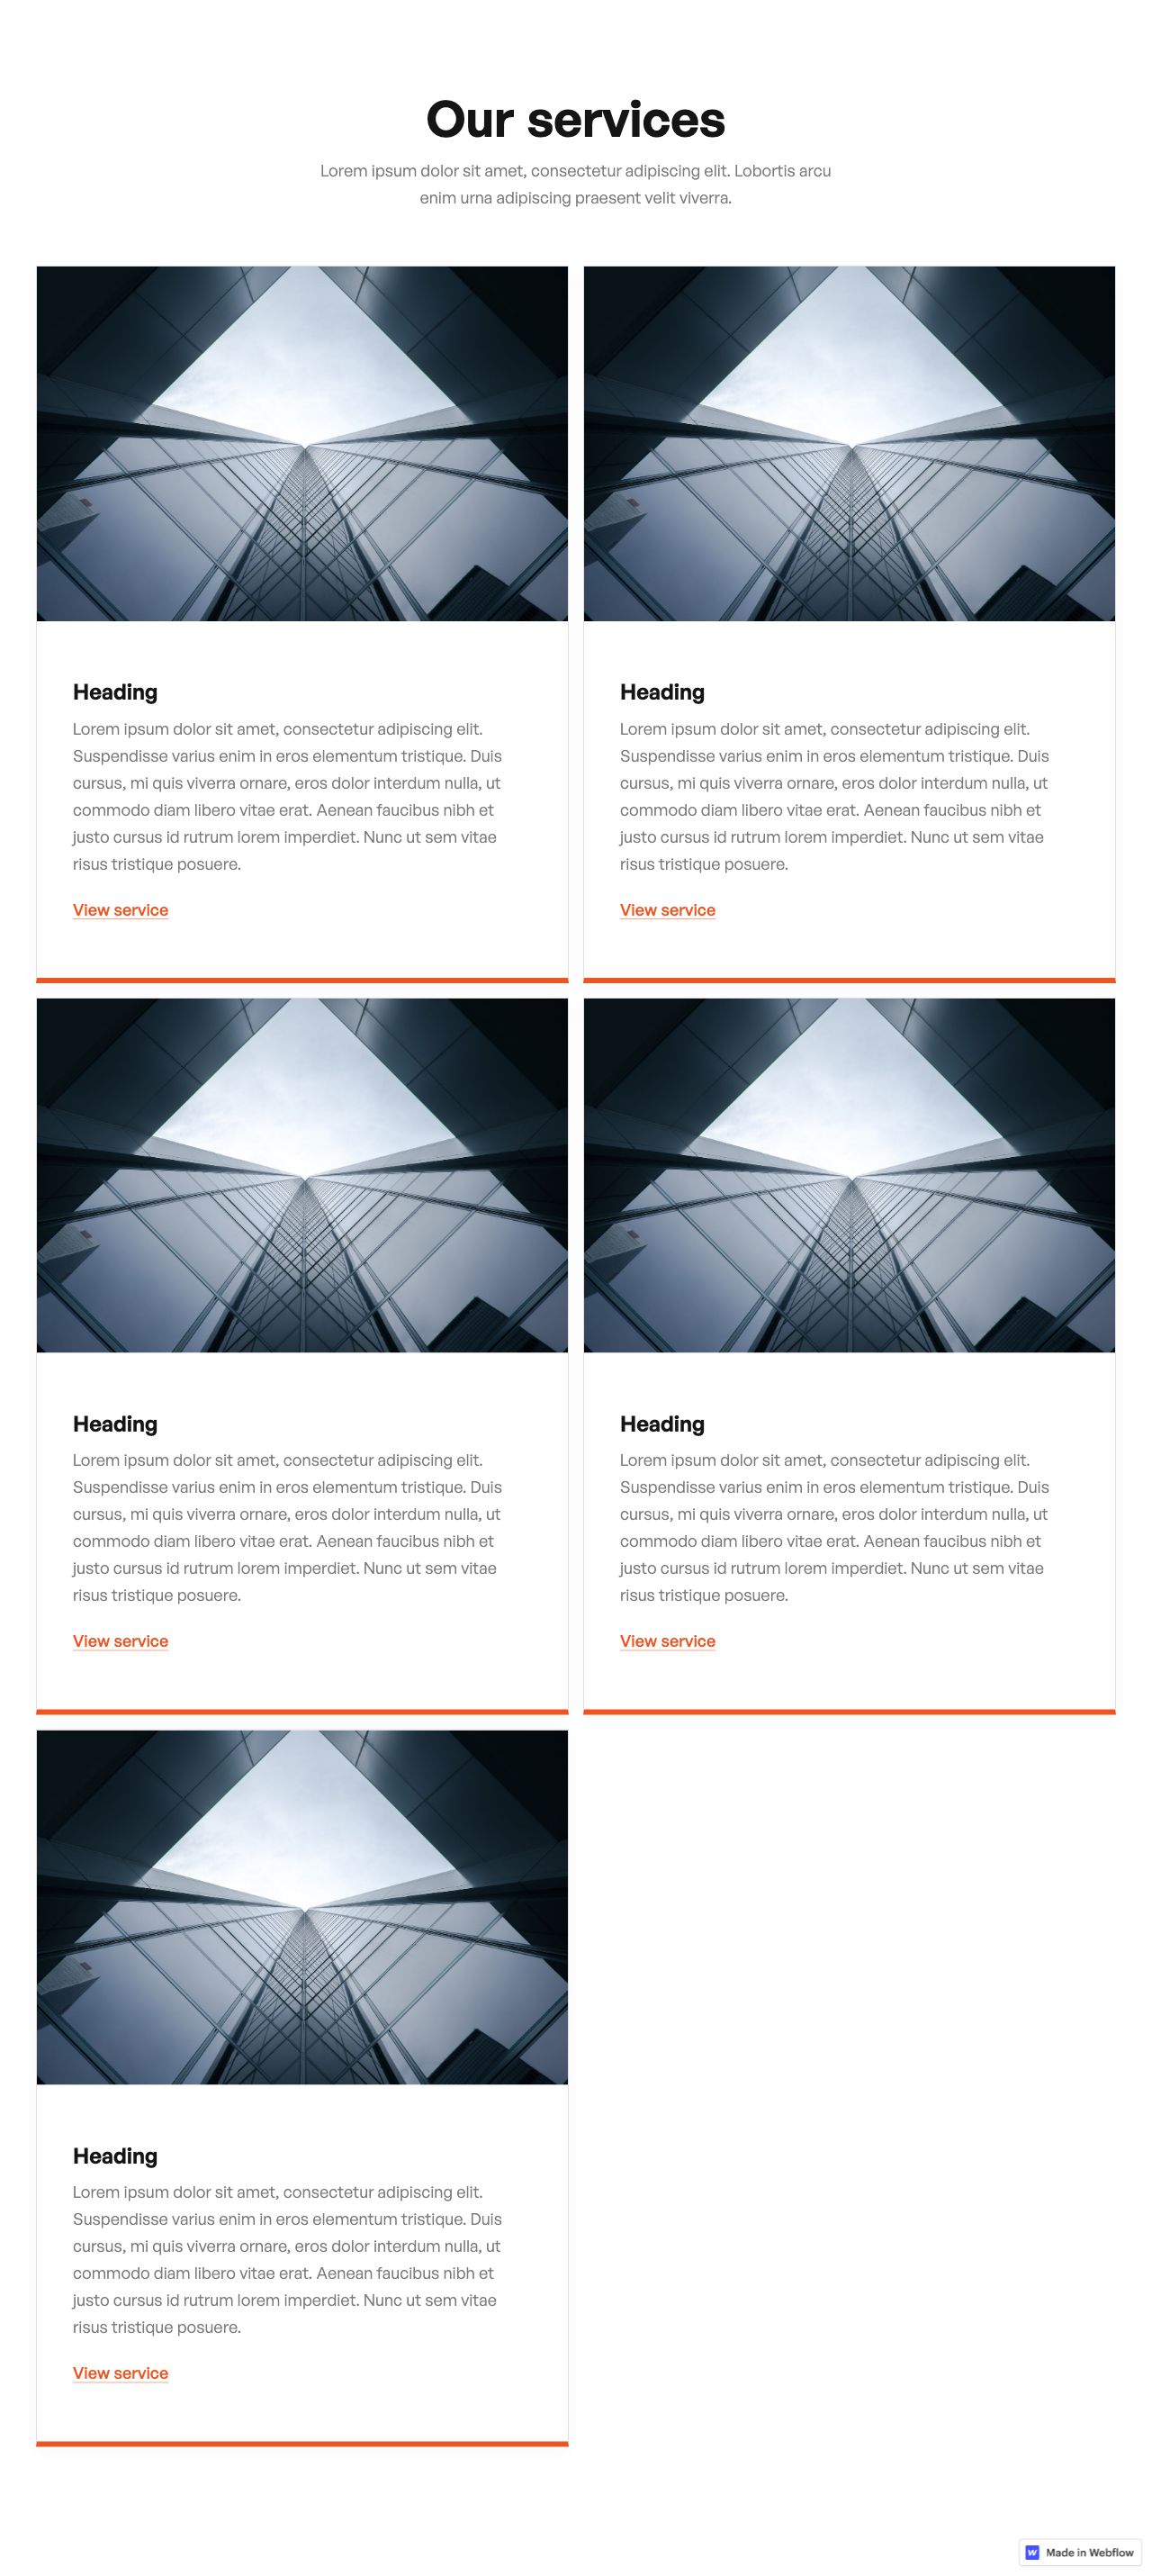 Our services
Lorem ipsum dolor sit amet, consectetur adipiscing elit. Lobortis arcu
enim urna adipiscing praesent velit viverra.
Heading
Lorem ipsum dolor sit amet, consectetur adipiscing elit.
Suspendisse varius enim in eros elementum tristique. Duis
cursus, mi quis viverra ornare, eros dolor interdum nulla, ut
commodo diam libero vitae erat. Aenean faucibus nibh et
justo cursus id rutrum lorem imperdiet. Nunc ut sem vitae
risus tristique posuere.
View service
Heading
Lorem ipsum dolor sit amet, consectetur adipiscing elit.
Suspendisse varius enim in eros elementum tristique. Duis
cursus, mi quis viverra ornare, eros dolor interdum nulla, ut
commodo diam libero vitae erat. Aenean faucibus nibh et
justo cursus id rutrum lorem imperdiet. Nunc ut sem vitae
risus tristique posuere.
View service
Heading
Lorem ipsum dolor sit amet, consectetur adipiscing elit.
Suspendisse varius enim in eros elementum tristique. Duis
cursus, mi quis viverra ornare, eros dolor interdum nulla, ut
commodo diam libero vitae erat. Aenean faucibus nibh et
justo cursus id rutrum lorem imperdiet. Nunc ut sem vitae
risus tristique posuere.
View service
Heading
Lorem ipsum dolor sit amet, consectetur adipiscing elit.
Suspendisse varius enim in eros elementum tristique. Duis
cursus, mi quis viverra ornare, eros dolor interdum nulla, ut
commodo diam libero vitae erat. Aenean faucibus nibh et
justo cursus id rutrum lorem imperdiet. Nunc ut sem vitae
risus tristique posuere.
View service
Heading
Lorem ipsum dolor sit amet, consectetur adipiscing elit.
Suspendisse varius enim in eros elementum tristique. Duis
cursus, mi quis viverra ornare, eros dolor interdum nulla, ut
commodo diam libero vitae erat. Aenean faucibus nibh et
justo cursus id rutrum lorem imperdiet. Nunc ut sem vitae
risus tristique posuere.
View service
Made in Webflow